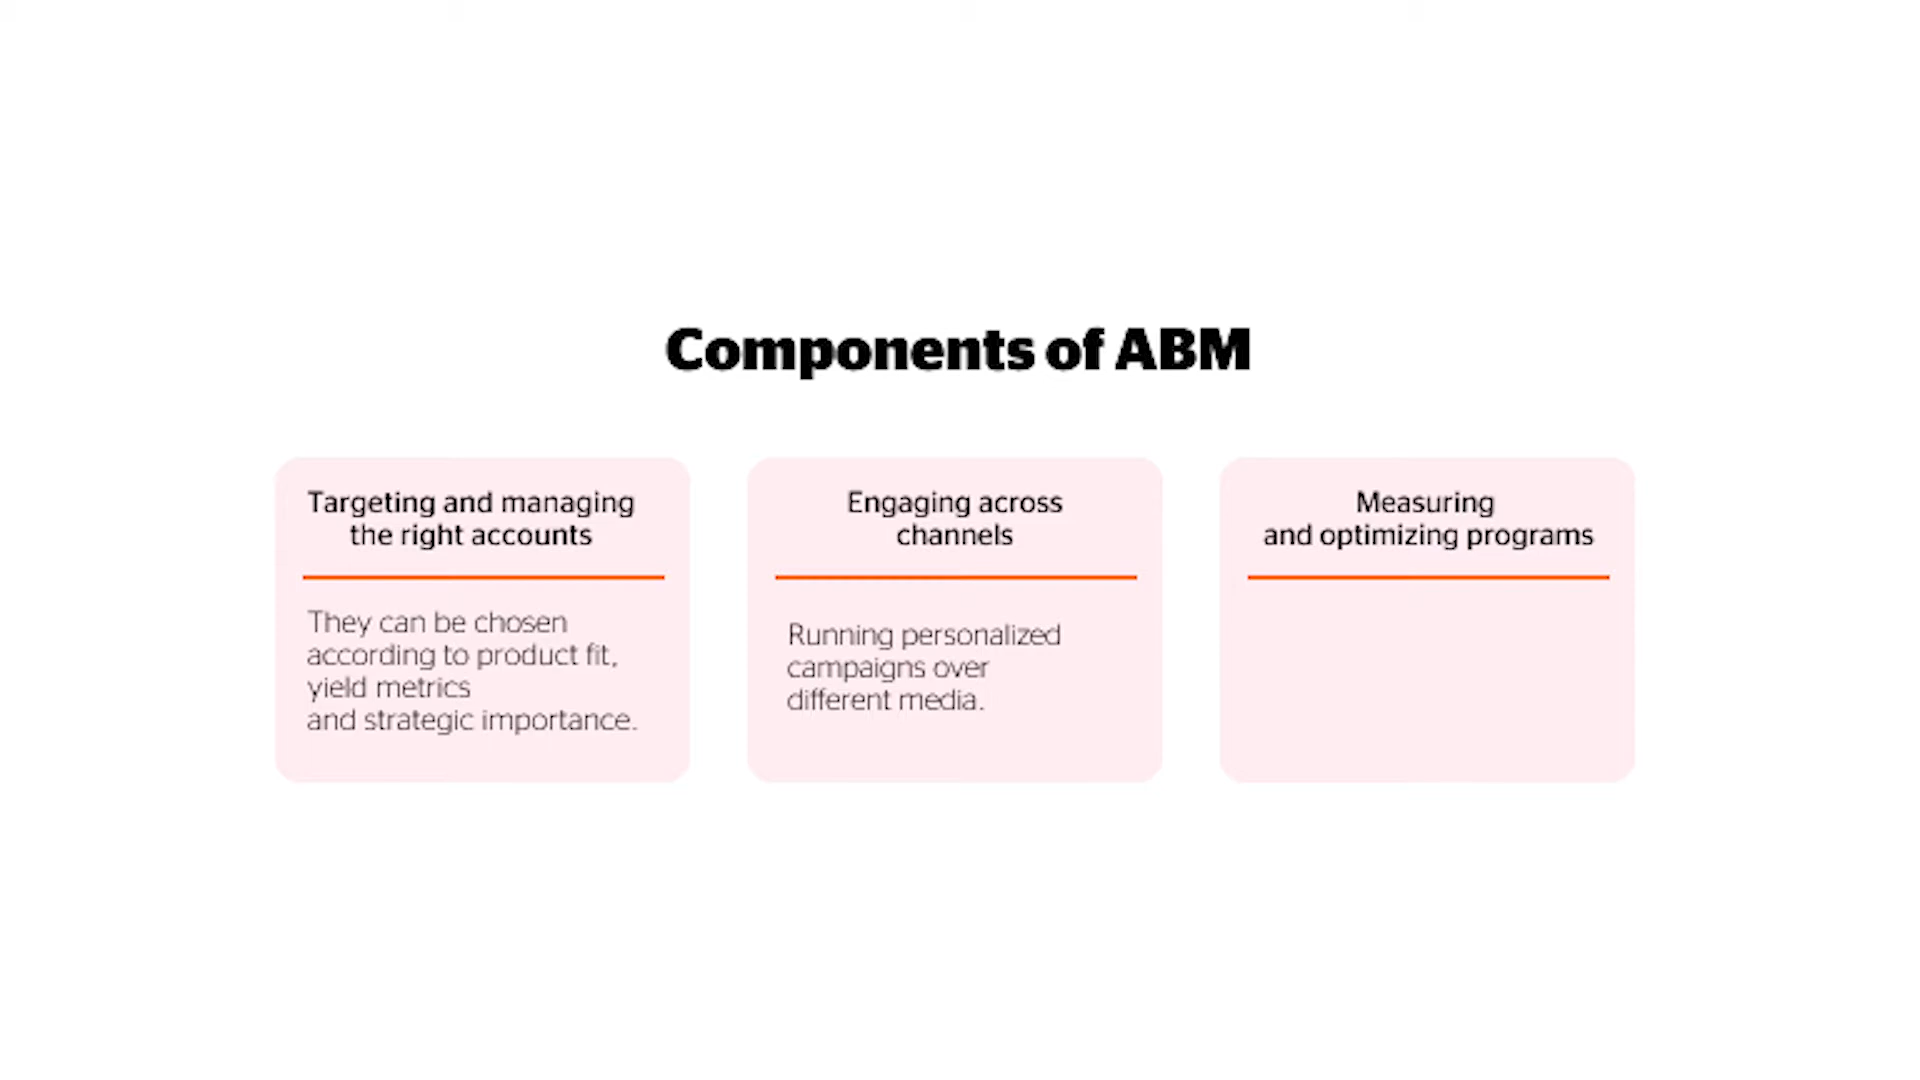 Components of ABM
Targeting and managing
the right accounts
They can be chosen
according to product fit,
yield metrics
and strategic importance.
Engaging across
channels
Running personalized
campaigns over
different media.
Measuring
and optimizing programs